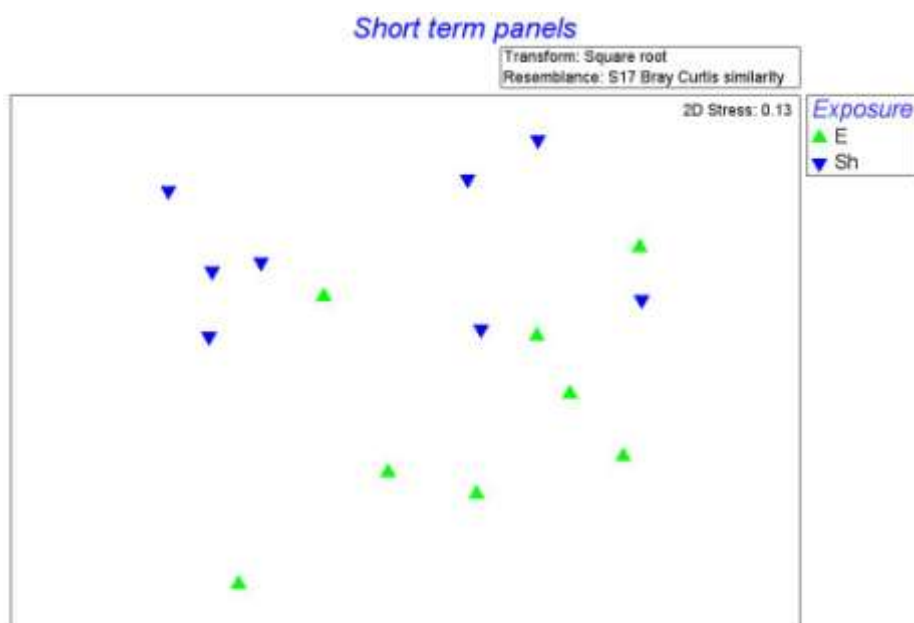 Short term panels
Transform: Square root
Resemblance: S17 Bray Curtis similarity
2D Stress: 0.13
Exposure
E
Sh